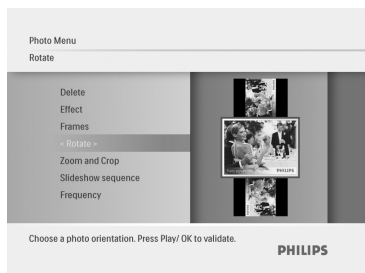 Photo Menu
Rotate
Delete
Effect
Frames
< Rotate >
Zoom and Crop
Slideshow sequence
Frequency
PHILIPS
Choose a photo orientation. Press Play/ OK to validate.
PHILIPS